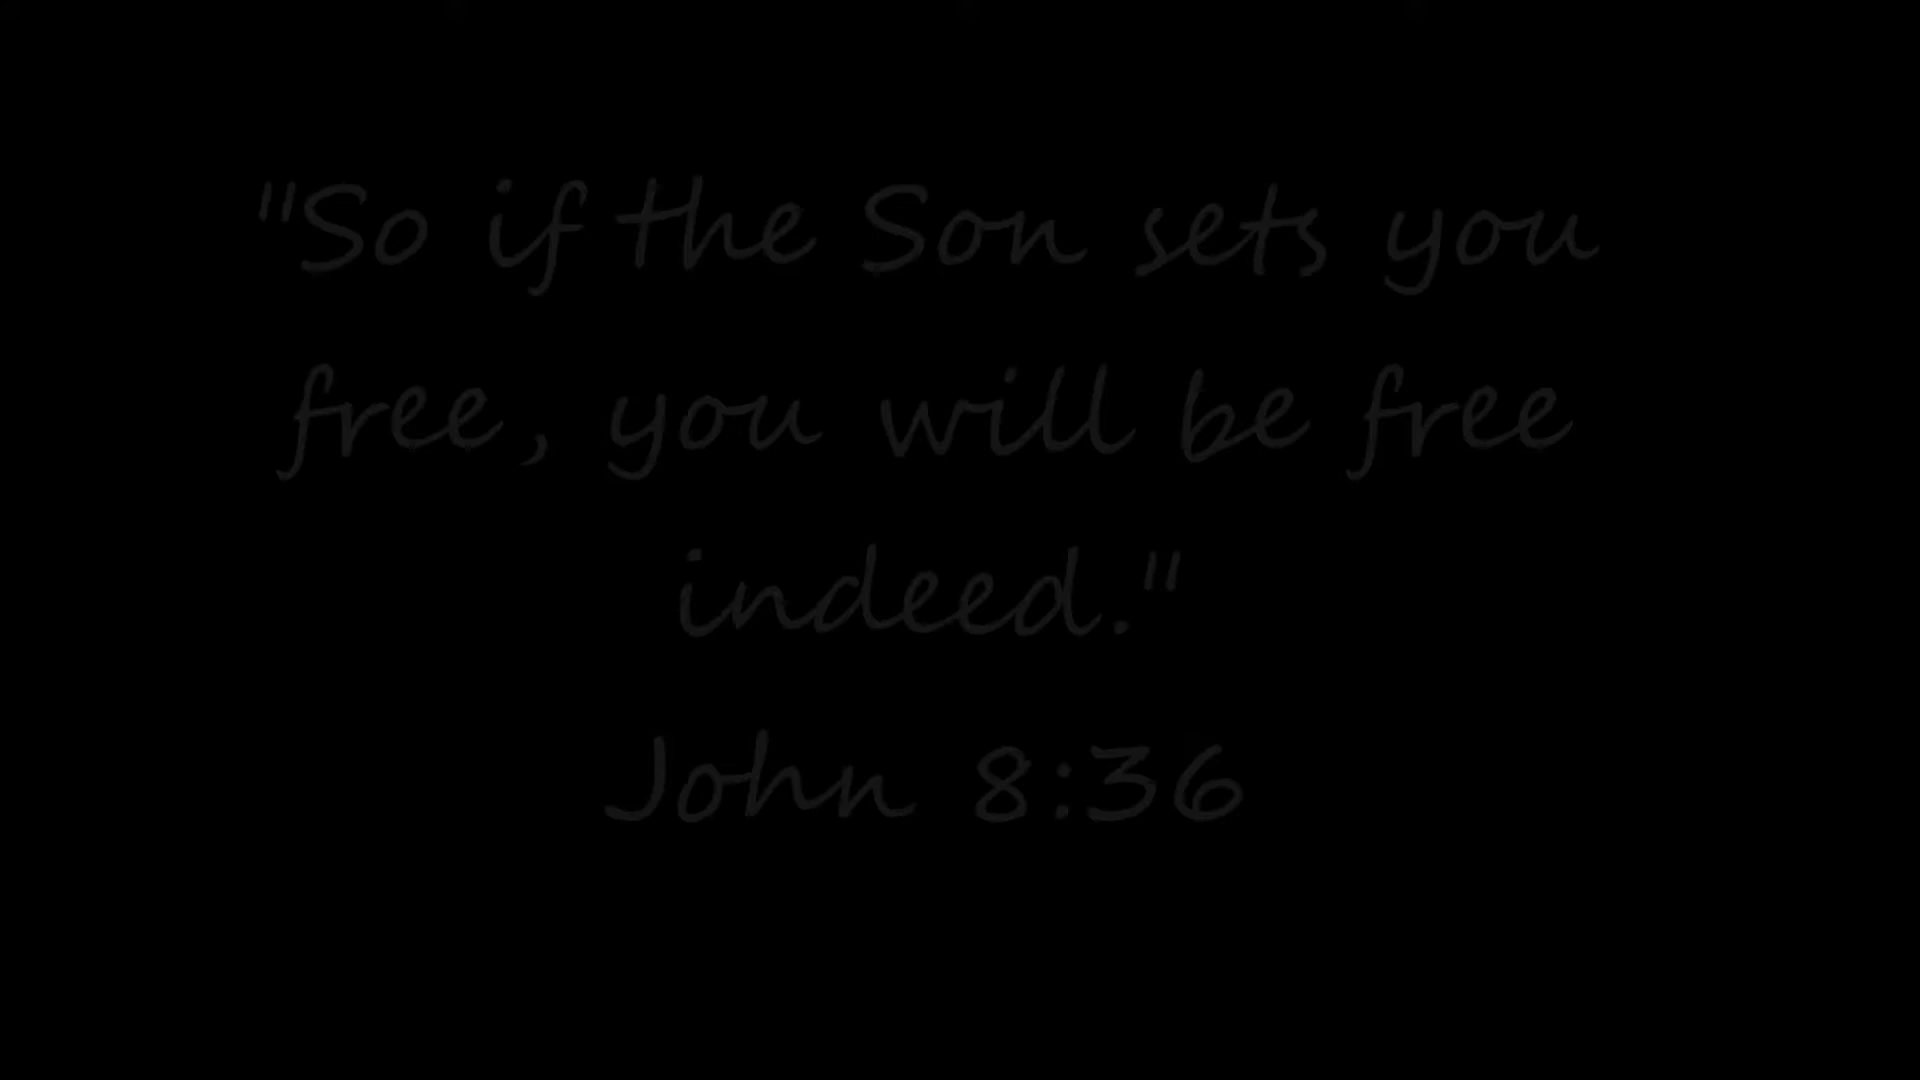 "So if the Son sets you
free, you will be free
indeed."
John 8:36